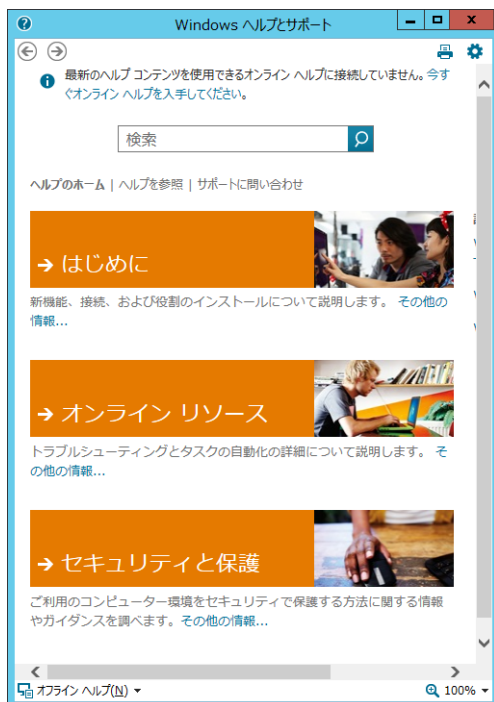 Windows ヘルプとサポート
最新のヘルプ コンテンツを使用できるオンライン ヘルプに接続していません。今す
ぐオンライン ヘルプを入手してください。
検索
ヘルプのホーム | ヘルプを参照 | サポートに問い合わせ
→ はじめに
新機能、接続、および役割のインストールについて説明します。 その他の
情報...
→ オンライン リソース
トラブルシューティングとタスクの自動化の詳細について説明します。 そ
の他の情報...
→ セキュリティと保護
ご利用のコンピューター環境をセキュリティで保護する方法に関する情報
やガイダンスを調べます。その他の情報...
オフライン ヘルプ(N) ▼
100% ▼